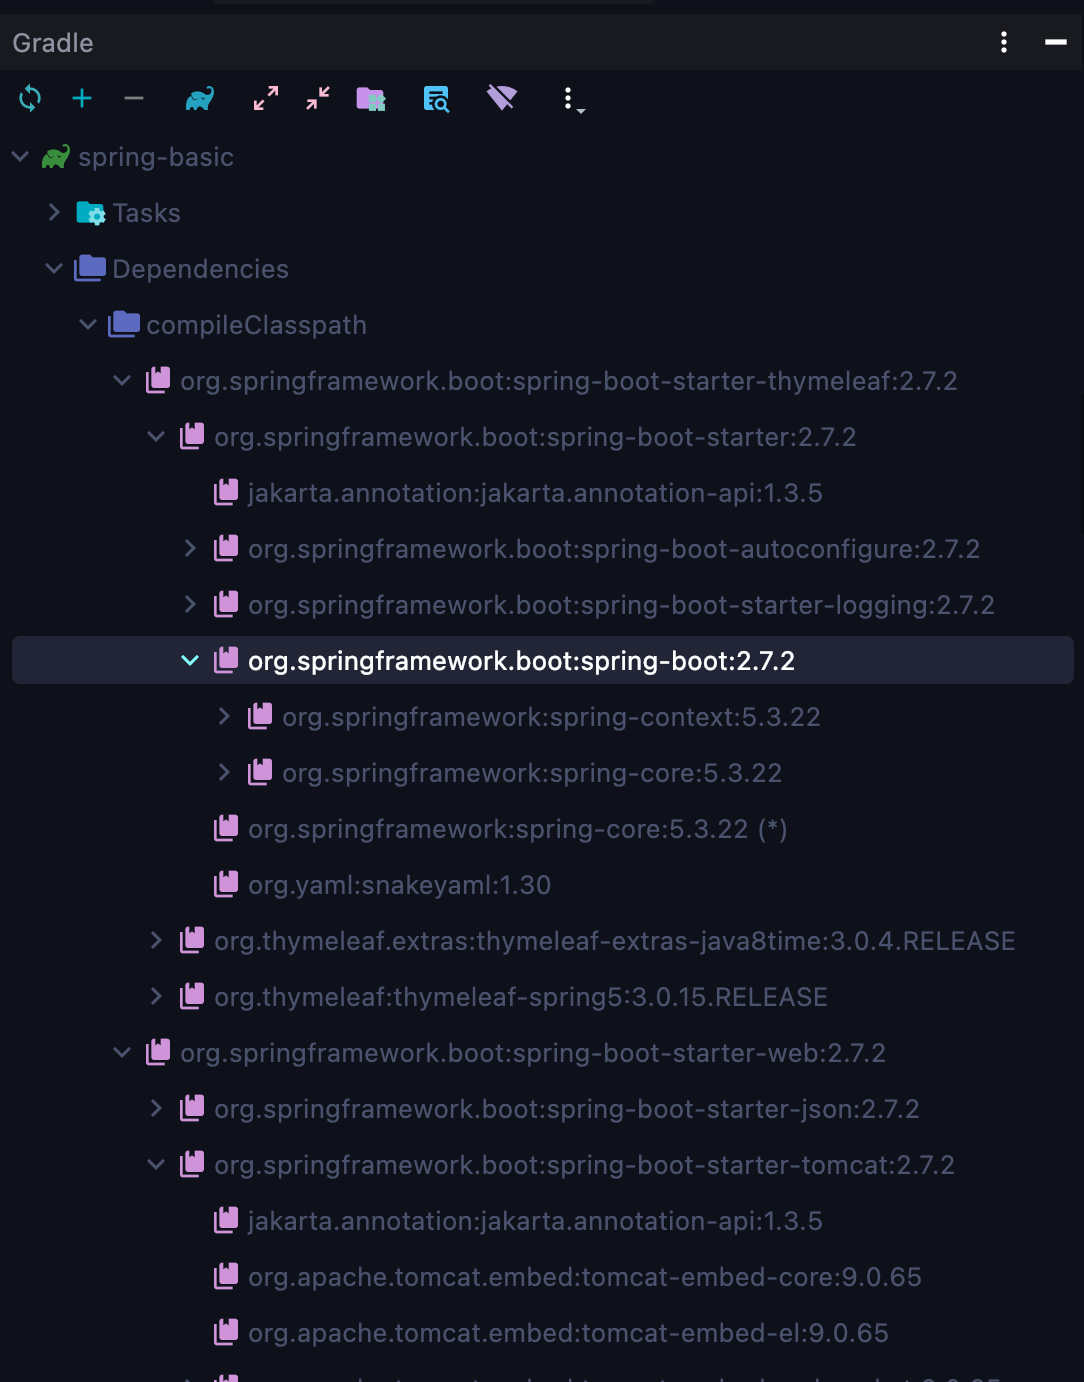 Gradle
spring-basic
Tasks
Dependencies
compileClasspath
org.springframework.boot:spring-boot-starter-thymeleaf:2.7.2
org.springframework.boot:spring-boot-starter:2.7.2
jakarta.annotation:jakarta.annotation-api:1.3.5
org.springframework.boot:spring-boot-autoconfigure:2.7.2
org.springframework.boot:spring-boot-starter-logging:2.7.2
org.springframework.boot:spring-boot:2.7.2
org.springframework:spring-context:5.3.22
org.springframework:spring-core:5.3.22
org.springframework:spring-core:5.3.22 (*)
org.yaml:snakeyaml:1.30
org.thymeleaf.extras:thymeleaf-extras-java8time:3.0.4.RELEASE
org.thymeleaf:thymeleaf-spring5:3.0.15.RELEASE
org.springframework.boot:spring-boot-starter-web:2.7.2
org.springframework.boot:spring-boot-starter-json:2.7.2
org.springframework.boot:spring-boot-starter-tomcat:2.7.2
jakarta.annotation:jakarta.annotation-api:1.3.5
org.apache.tomcat.embed:tomcat-embed-core:9.0.65
org.apache.tomcat.embed:tomcat-embed-el:9.0.65